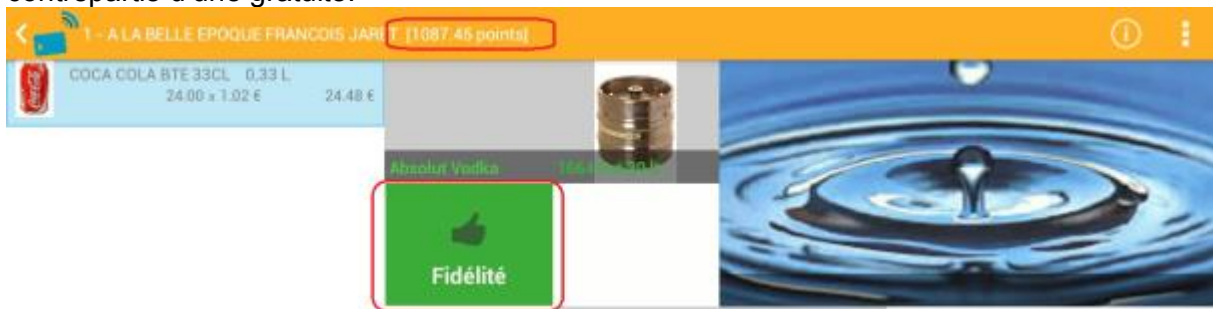 contrepartie d'une gratuité.
1 - A LA BELLE EPOQUE FRANCOIS JARET [1087.45 points]
COCA COLA BTE 33CL 0,33 L
24.00 x 1.02 € 24.48 €
Absolut Vodka
Fidélité